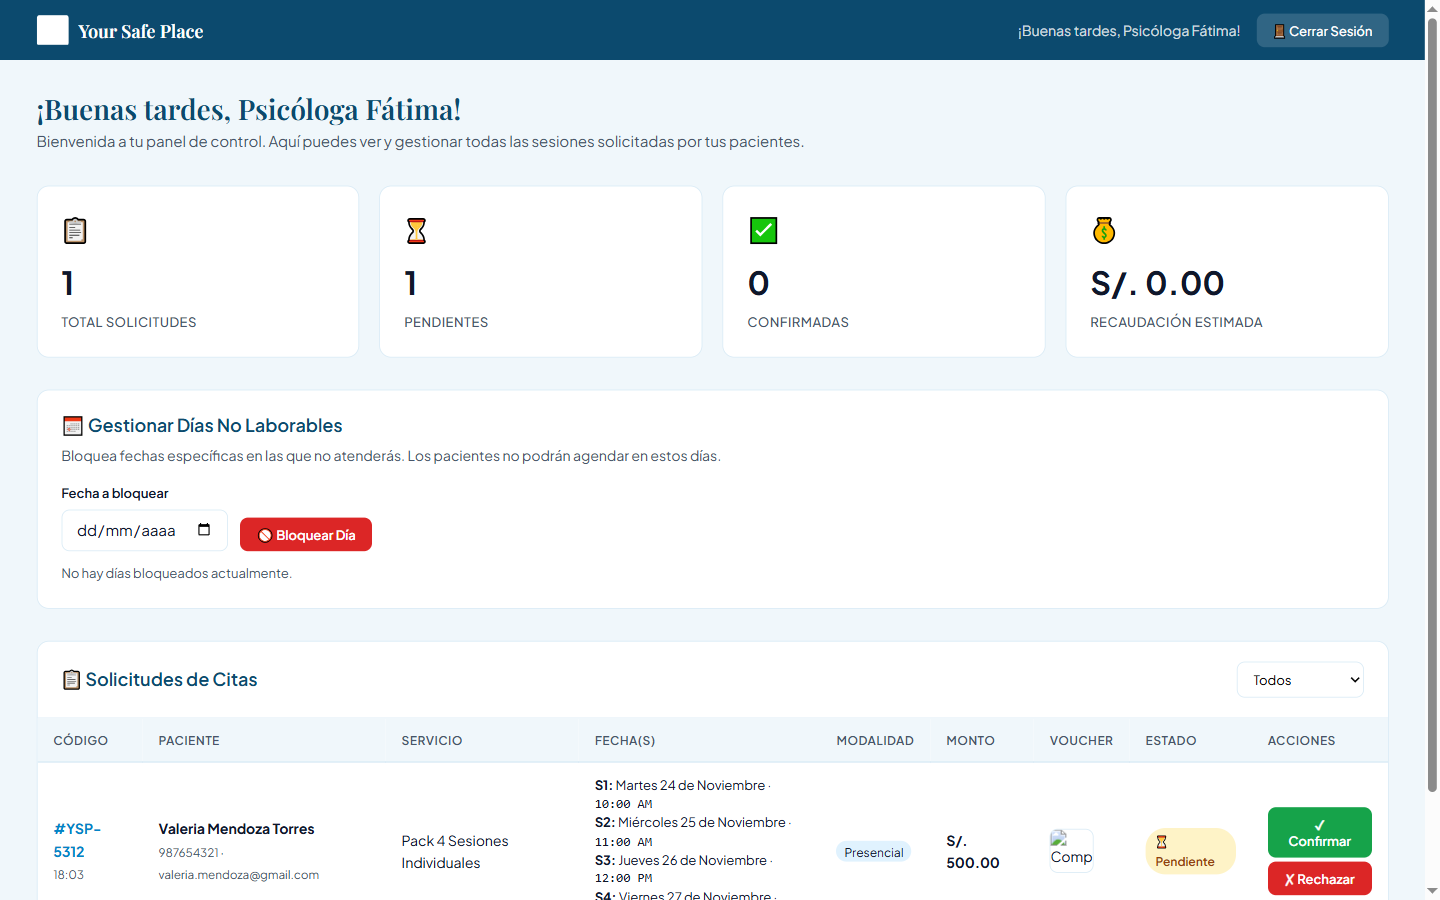 Your Safe Place
¡Buenas tardes, Psicóloga Fátima!
Cerrar Sesión
¡Buenas tardes, Psicóloga Fátima!
Bienvenida a tu panel de control. Aquí puedes ver y gestionar todas las sesiones solicitadas por tus pacientes.
1
TOTAL SOLICITUDES
1
PENDIENTES
0
CONFIRMADAS
S/. 0.00
RECAUDACIÓN ESTIMADA
Gestionar Días No Laborables
Bloquea fechas específicas en las que no atenderás. Los pacientes no podrán agendar en estos días.
Fecha a bloquear
dd/mm/aaaa
Bloquear Día
No hay días bloqueados actualmente.
Solicitudes de Citas
Todos
CÓDIGO PACIENTE SERVICIO FECHA(S) MODALIDAD MONTO VOUCHER ESTADO ACCIONES
#YSP-
5312
18:03
Valeria Mendoza Torres
987654321 ·
valeria.mendoza@gmail.com
Pack 4 Sesiones
Individuales
S1: Martes 24 de Noviembre ·
10:00 AM
S2: Miércoles 25 de Noviembre ·
11:00 AM
S3: Jueves 26 de Noviembre ·
12:00 PM
S4: Viernes 27 de Noviembre ·
Presencial
S/.
500.00
Comp
Pendiente
✓
Confirmar
✗ Rechazar